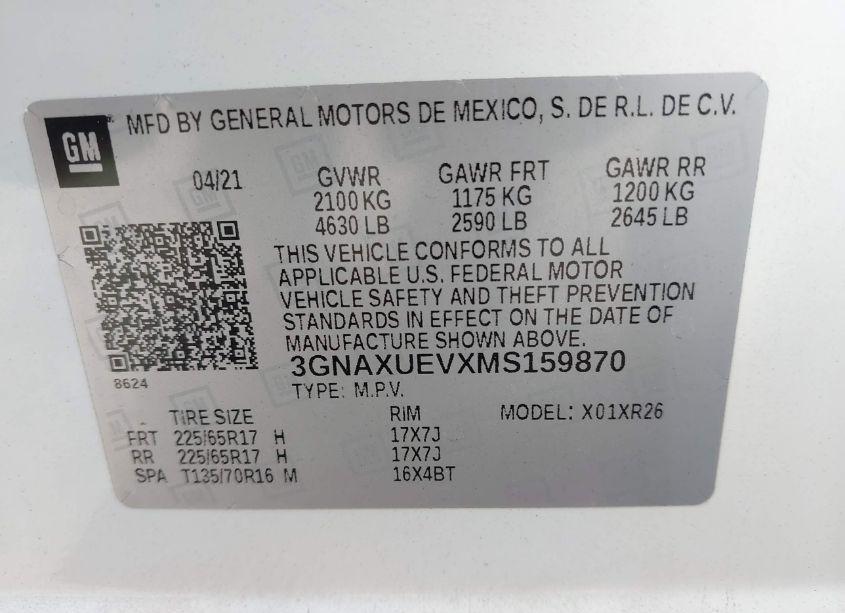 GM
MFD BY GENERAL MOTORS DE MEXICO, S. DE R.L. DE C.V.
04/21 GVWR GAWR FRT GAWR RR
2100 KG 1175 KG 1200 KG
4630 LB 2590 LB 2645 LB
THIS VEHICLE CONFORMS TO ALL
APPLICABLE U.S. FEDERAL MOTOR
VEHICLE SAFETY AND THEFT PREVENTION
STANDARDS IN EFFECT ON THE DATE OF
MANUFACTURE SHOWN ABOVE.
3GNAXUEVXMS159870
8624
TYPE: M.P.V.
TIRE SIZE RIM MODEL: X01XR26
FRT 225/65R17 H 17X7J
RR 225/65R17 H 17X7J
SPA T135/70R16 M 16X4BT